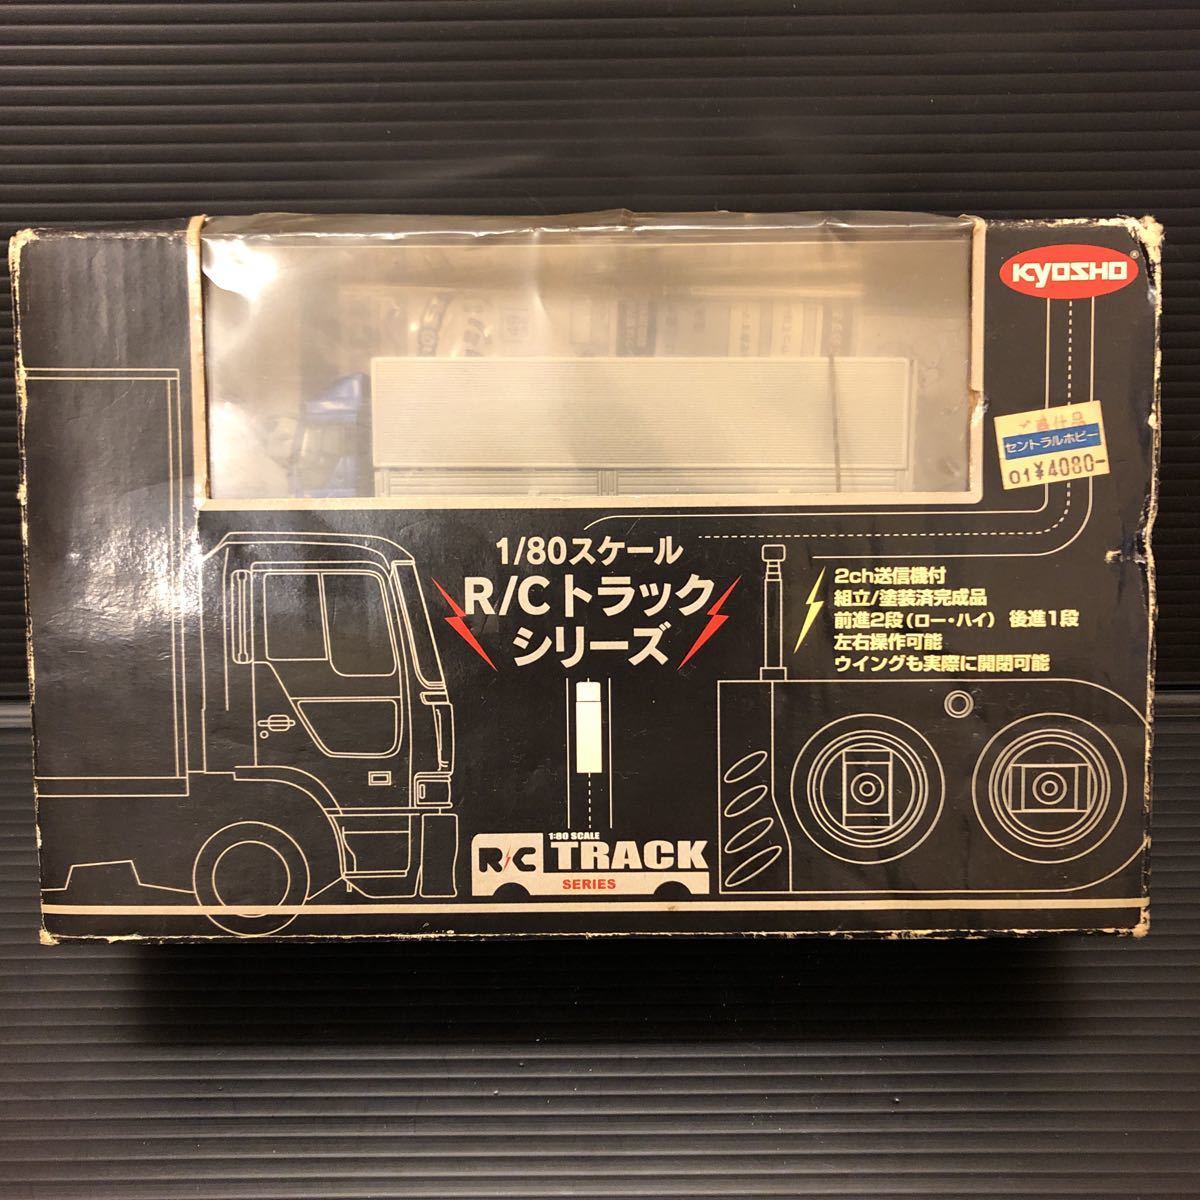 KYOSHO
ご奉仕品
セントラルホビー
01¥4080-
1/80スケール
R/Cトラック
シリーズ
2ch送信機付
組立/塗装済完成品
前進2段(ロー・ハイ) 後進1段
左右操作可能
ウイングも実際に開閉可能
1:80 SCALE
R/C TRACK
SERIES